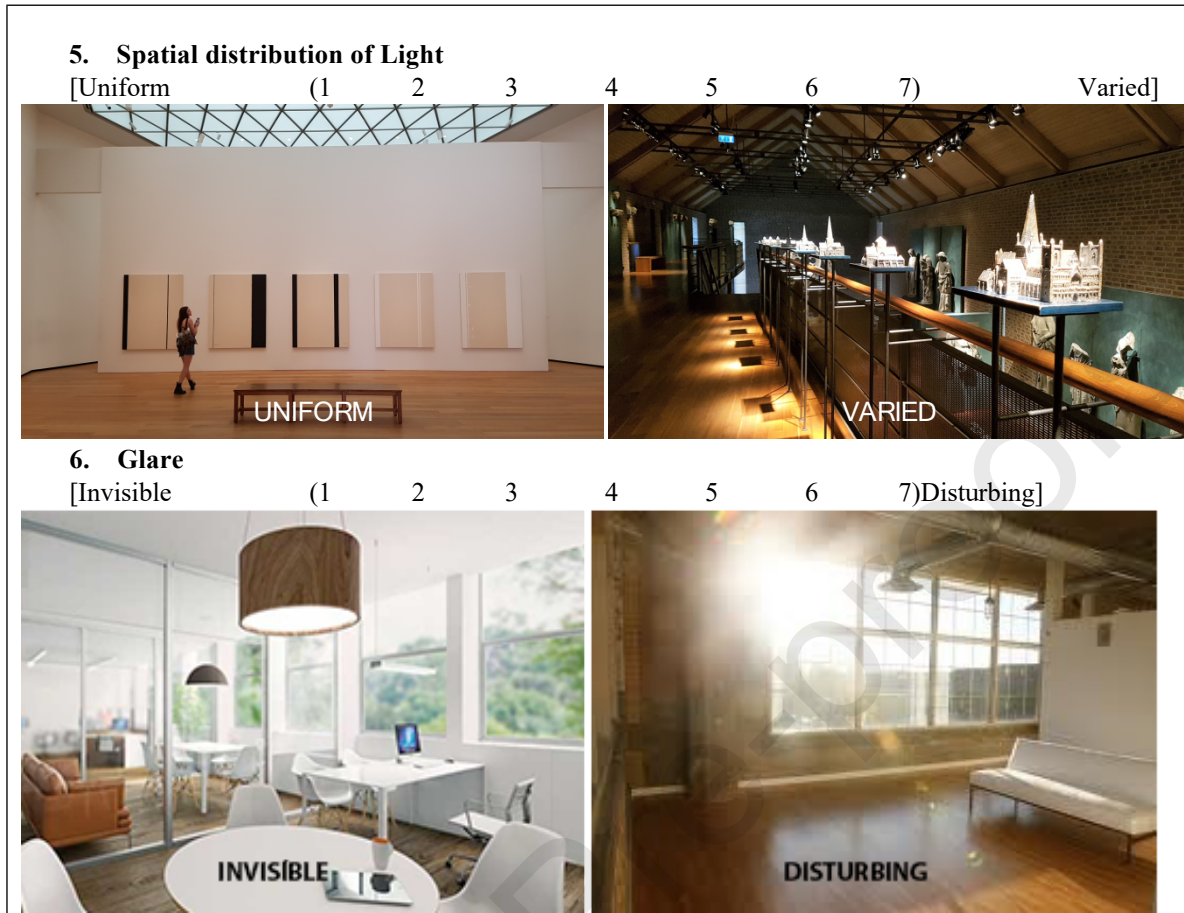 5. Spatial distribution of Light
[Uniform (1 2 3 4 5 6 7) Varied]
UNIFORM VARIED
6. Glare
[Invisible (1 2 3 4 5 6 7)Disturbing]
INVISÍBLE DISTURBING